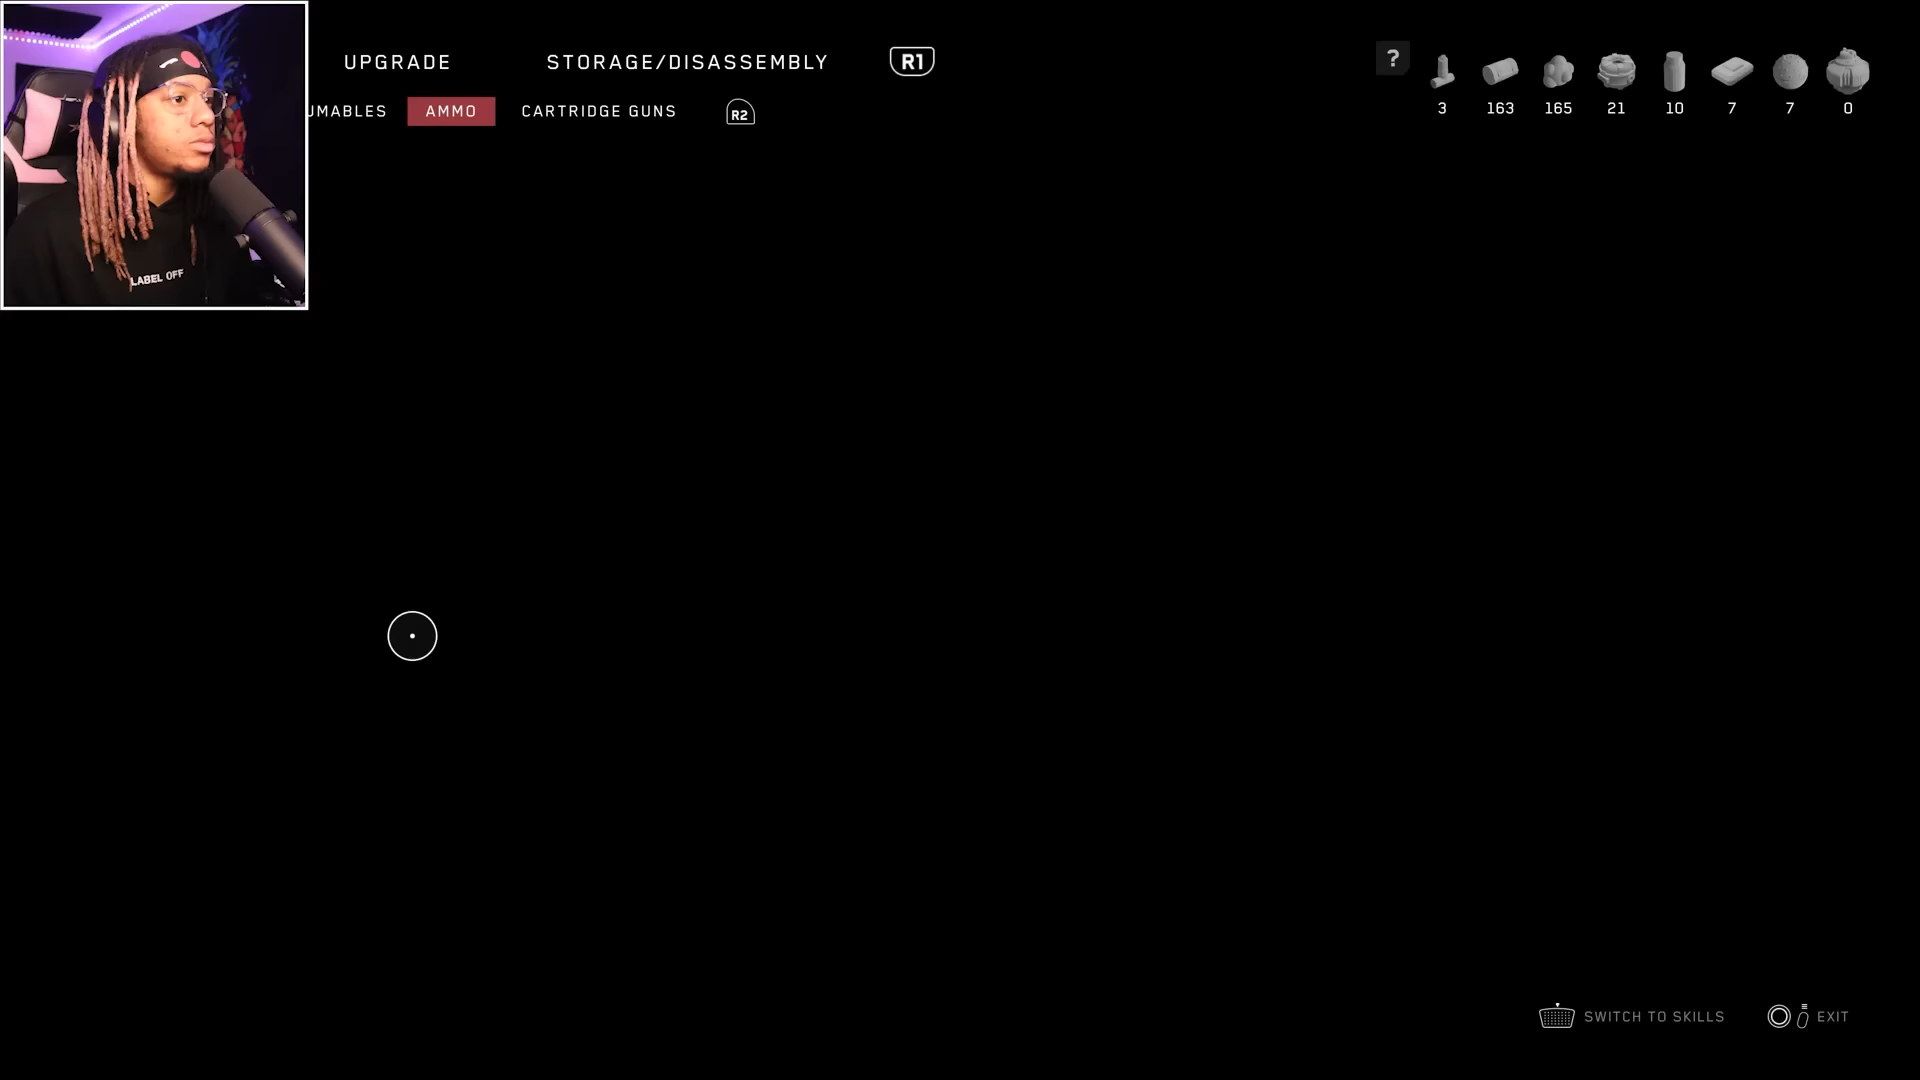 UPGRADE STORAGE/DISASSEMBLY R1
?
UMABLES AMMO CARTRIDGE GUNS R2
3 163 165 21 10 7 7 0
LABEL OFF
SWITCH TO SKILLS EXIT